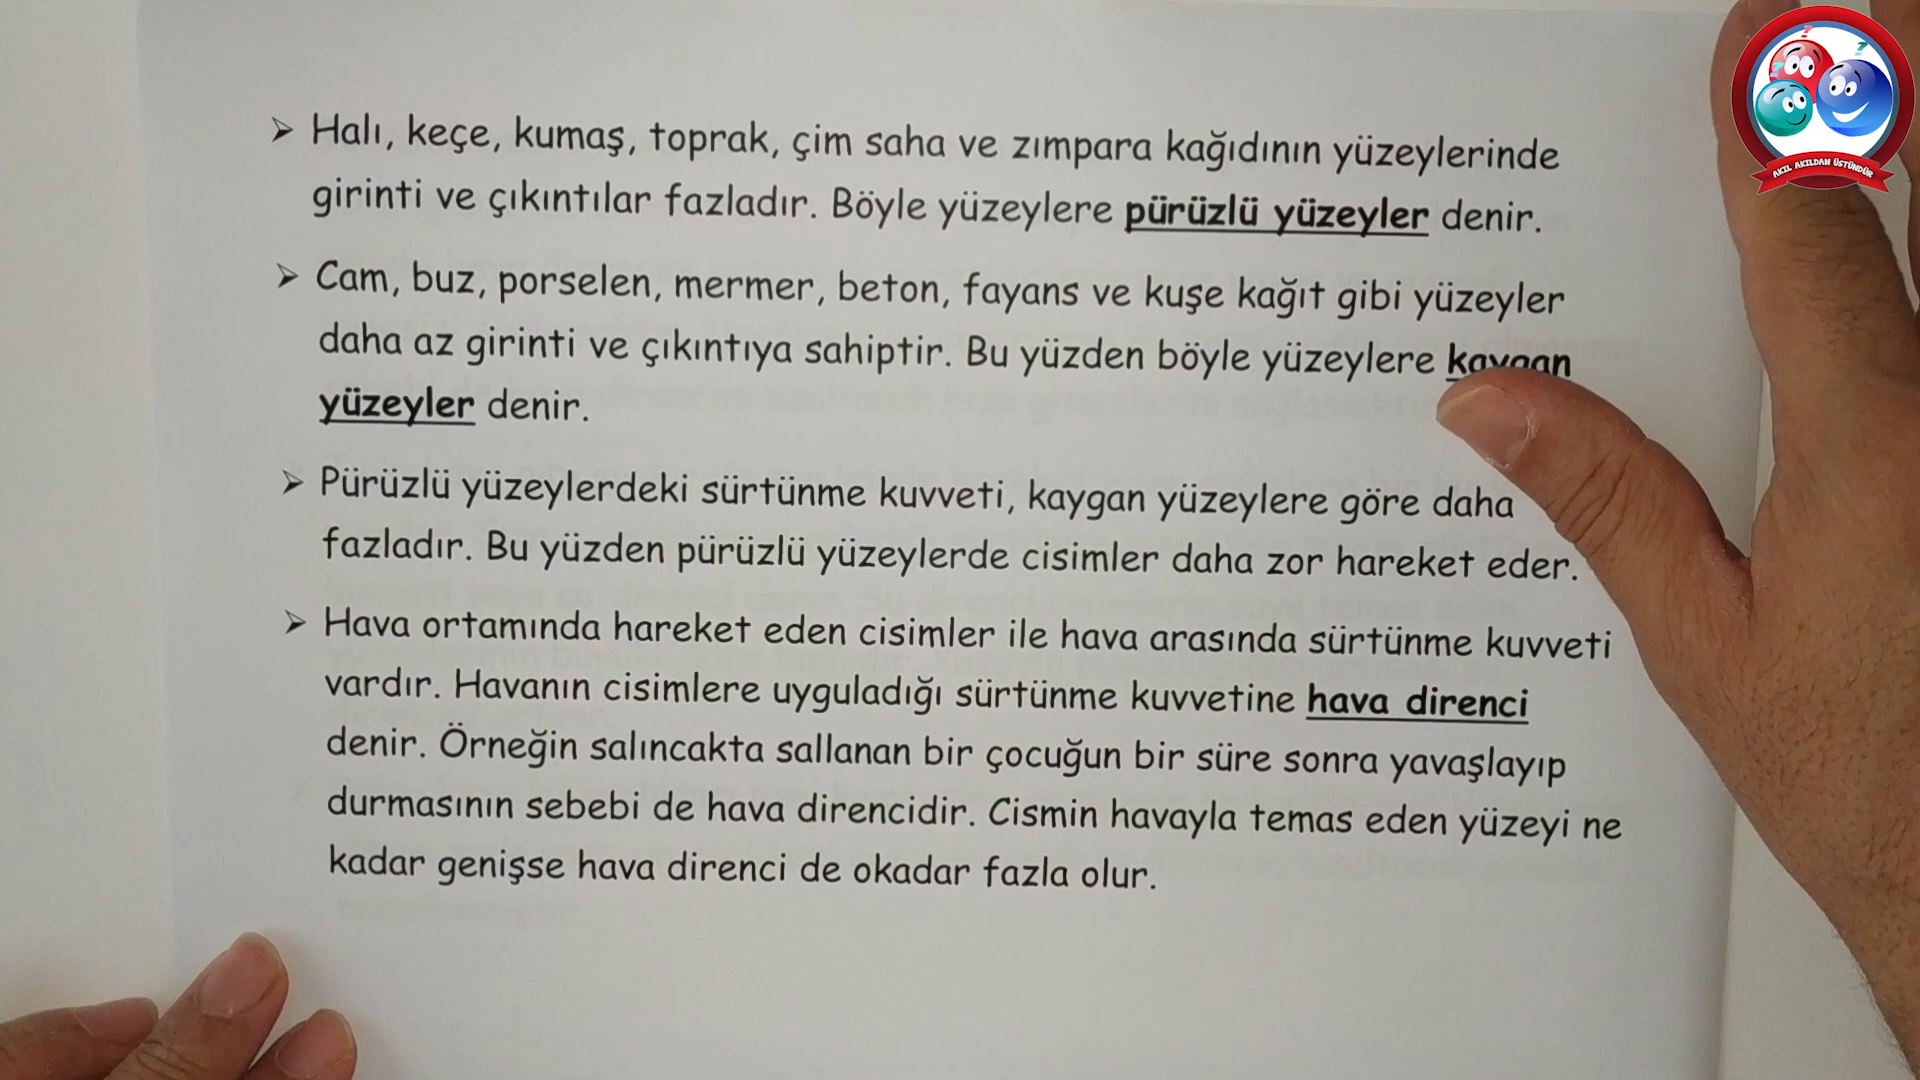 ➤ Halı, keçe, kumaş, toprak, çim saha ve zımpara kağıdının yüzeylerinde
girinti ve çıkıntılar fazladır. Böyle yüzeylere pürüzlü yüzeyler denir.
➤ Cam, buz, porselen, mermer, beton, fayans ve kuşe kağıt gibi yüzeyler
daha az girinti ve çıkıntıya sahiptir. Bu yüzden böyle yüzeylere kaygan
yüzeyler denir.
➤ Pürüzlü yüzeylerdeki sürtünme kuvveti, kaygan yüzeylere göre daha
fazladır. Bu yüzden pürüzlü yüzeylerde cisimler daha zor hareket eder.
➤ Hava ortamında hareket eden cisimler ile hava arasında sürtünme kuvveti
vardır. Havanın cisimlere uyguladığı sürtünme kuvvetine hava direnci
denir. Örneğin salıncakta sallanan bir çocuğun bir süre sonra yavaşlayıp
durmasının sebebi de hava direncidir. Cismin havayla temas eden yüzeyi ne
kadar genişse hava direnci de okadar fazla olur.
AKIL AKILDAN ÜSTÜNDÜR